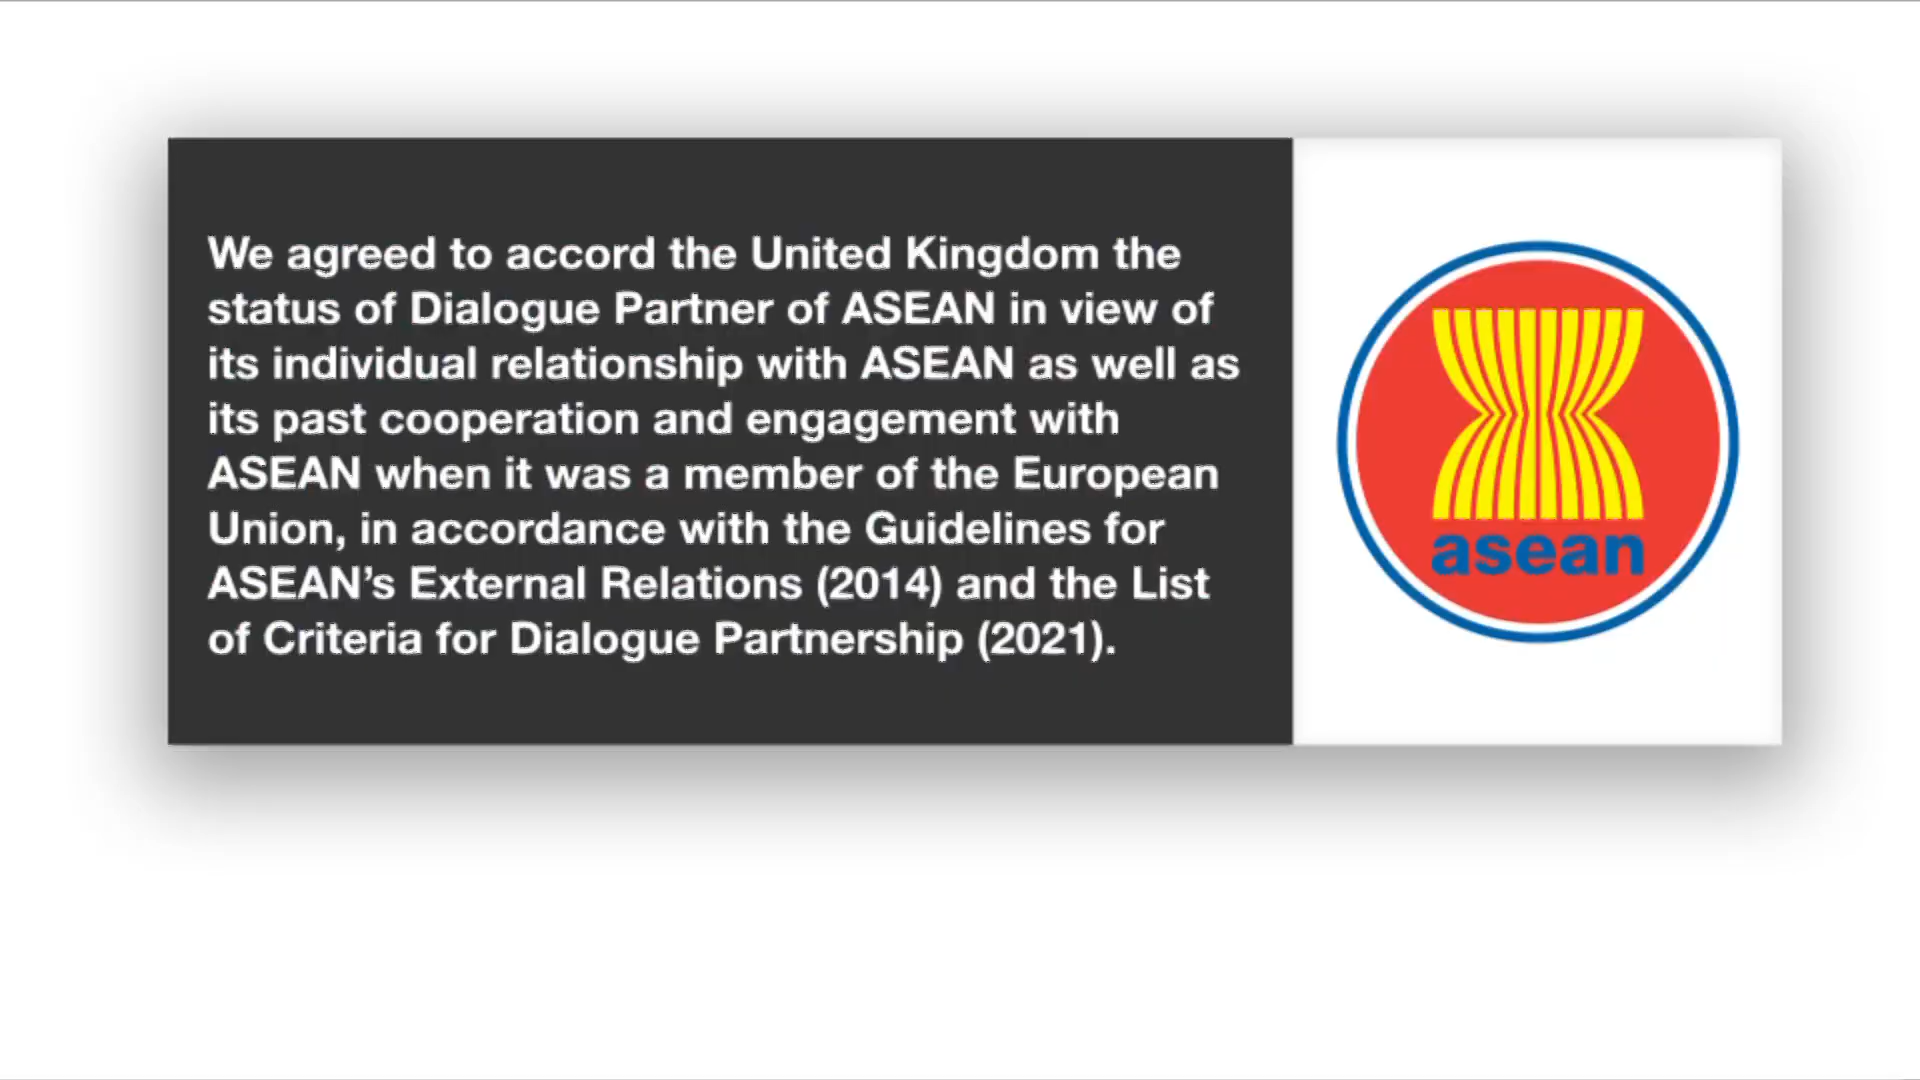 We agreed to accord the United Kingdom the
status of Dialogue Partner of ASEAN in view of
its individual relationship with ASEAN as well as
its past cooperation and engagement with
ASEAN when it was a member of the European
Union, in accordance with the Guidelines for
ASEAN’s External Relations (2014) and the List
of Criteria for Dialogue Partnership (2021).
asean